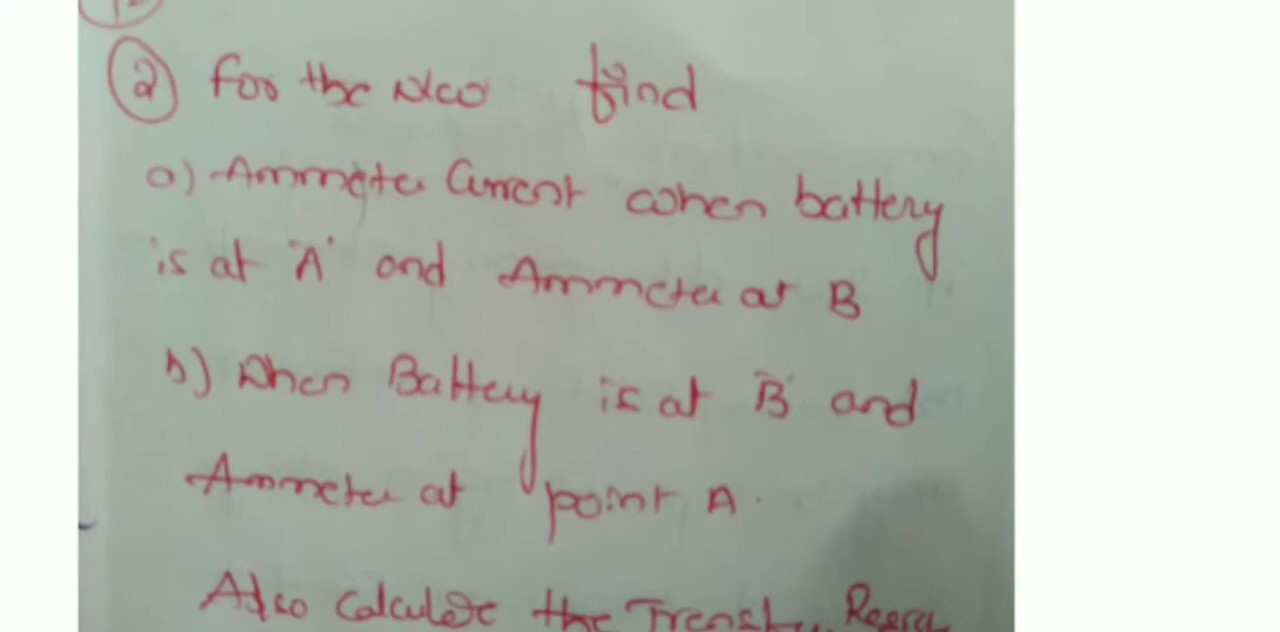 ② For the N/w find
a) Ammeter Current when battery
is at 'A' and Ammeter at B
b) When Battery is at 'B' and
Ammeter at point A.
Also Calculate the